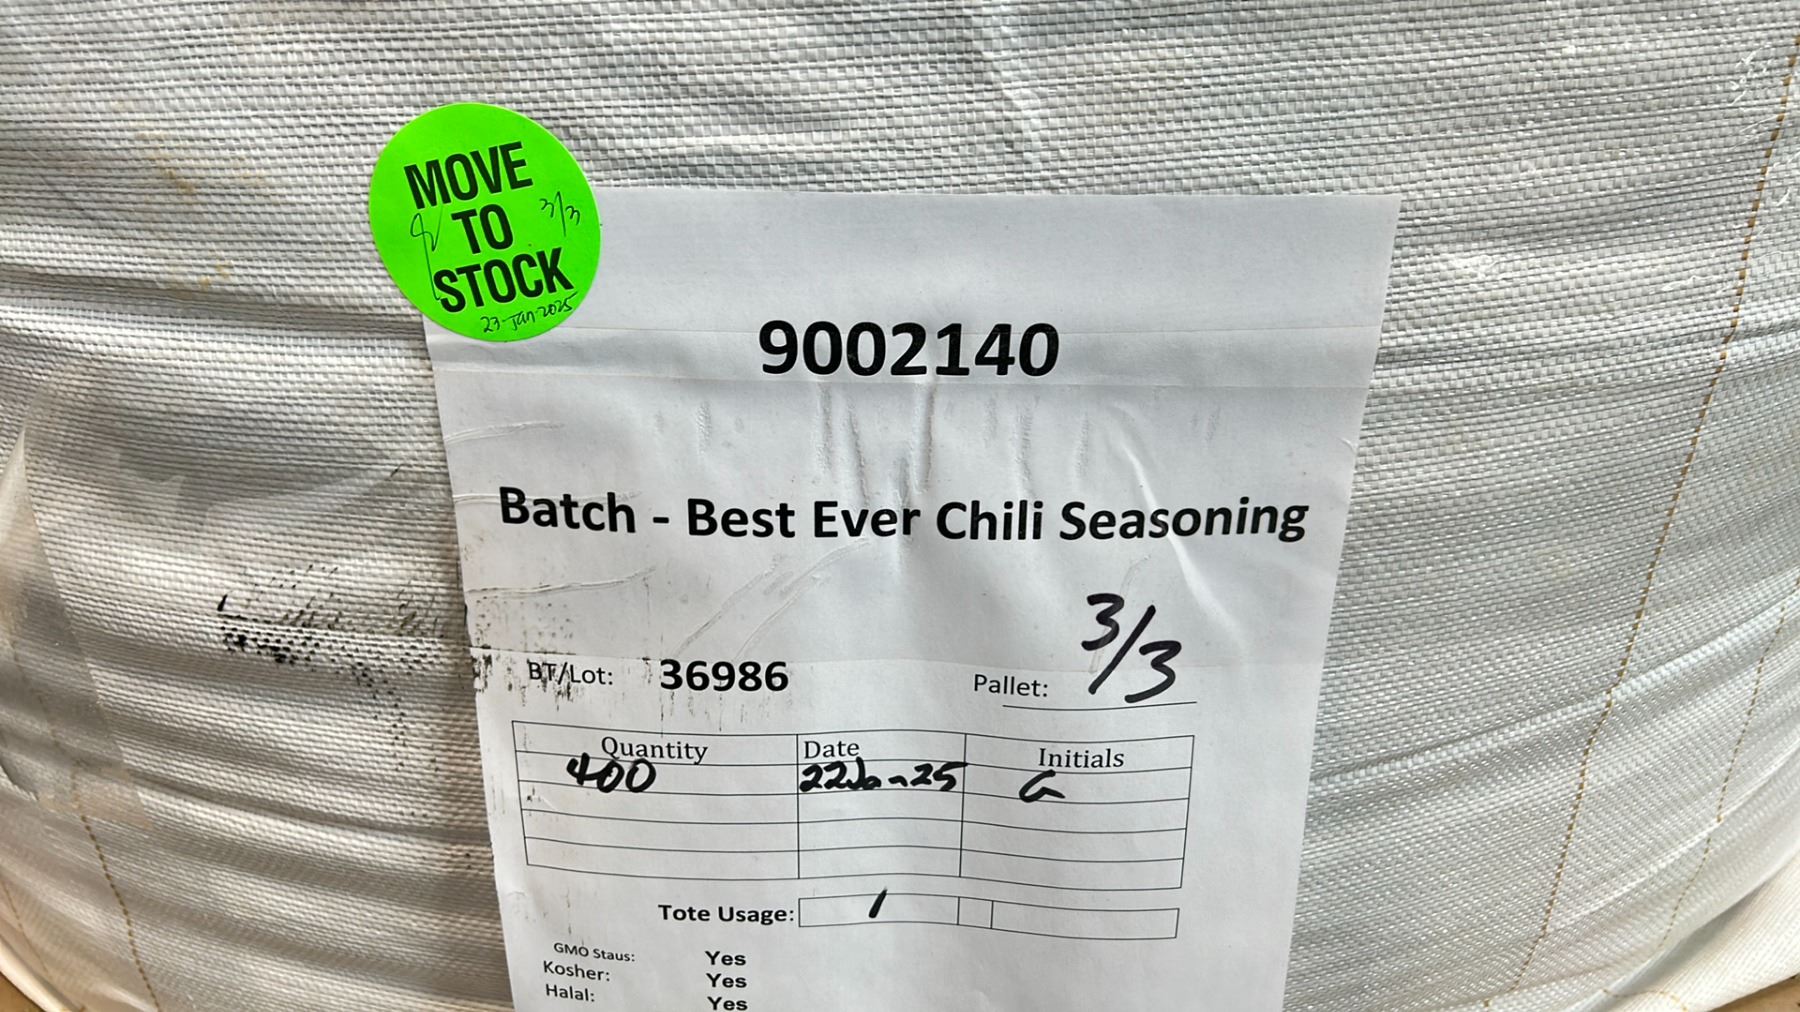 MOVE
TO
STOCK
3/3
23-Jan-2025
9002140
Batch - Best Ever Chili Seasoning
BT/Lot: 36986 Pallet: 3/3
Quantity Date Initials
400 22Jan25 G
Tote Usage: 1
GMO Staus: Yes
Kosher: Yes
Halal: Yes